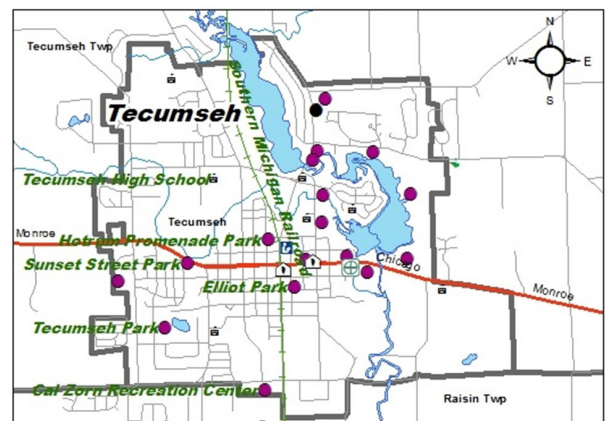 N
Tecumseh Twp
W
E
S
Tecumseh
Southern Michigan Railroad
Tecumseh High School
Tecumseh
Monroe
Hotrum Promenade Park
Sunset Street Park
Chicago
Elliot Park
Monroe
Tecumseh Park
Cal Zorn Recreation Center
Raisin Twp